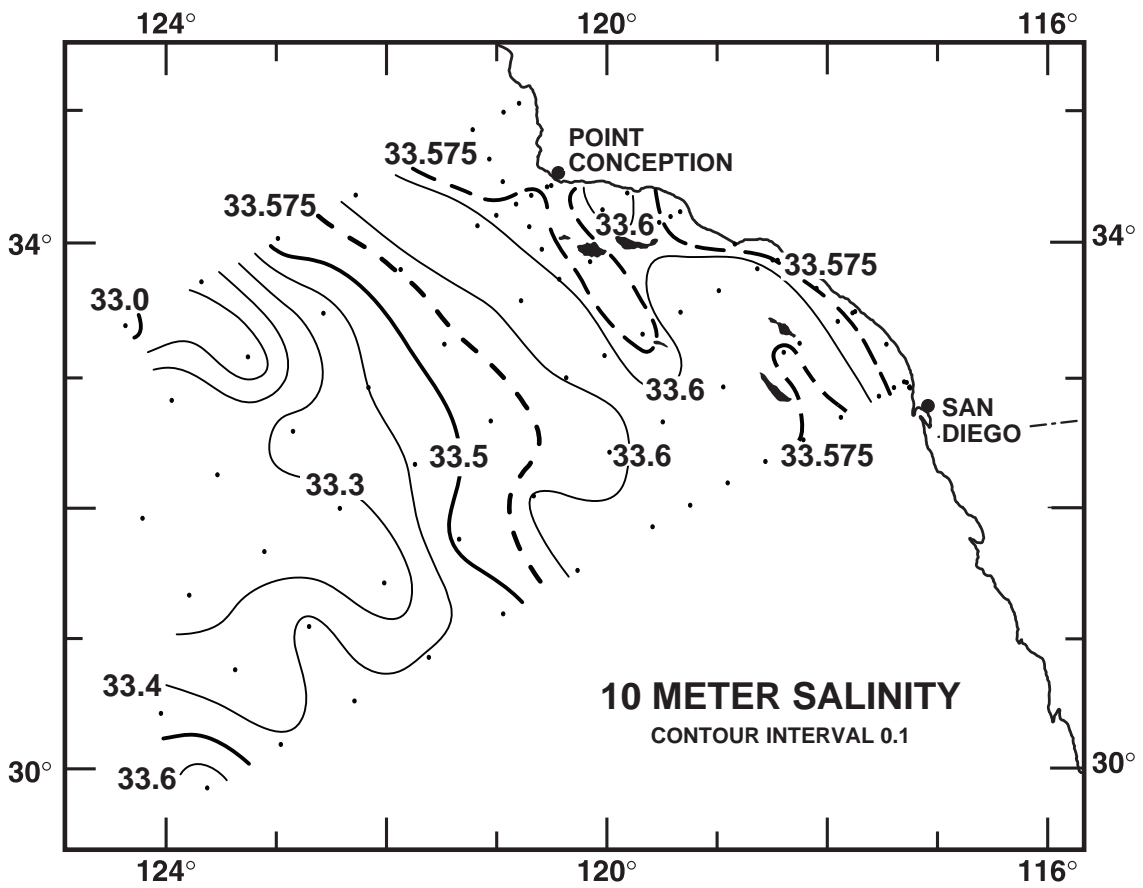 124° 120° 116°
POINT
CONCEPTION
33.575
33.575
33.6
34° 34°
33.575
33.0
33.6
SAN
DIEGO
33.5 33.6 33.575
33.3
33.4
10 METER SALINITY
CONTOUR INTERVAL 0.1
33.6
30° 30°
124° 120° 116°